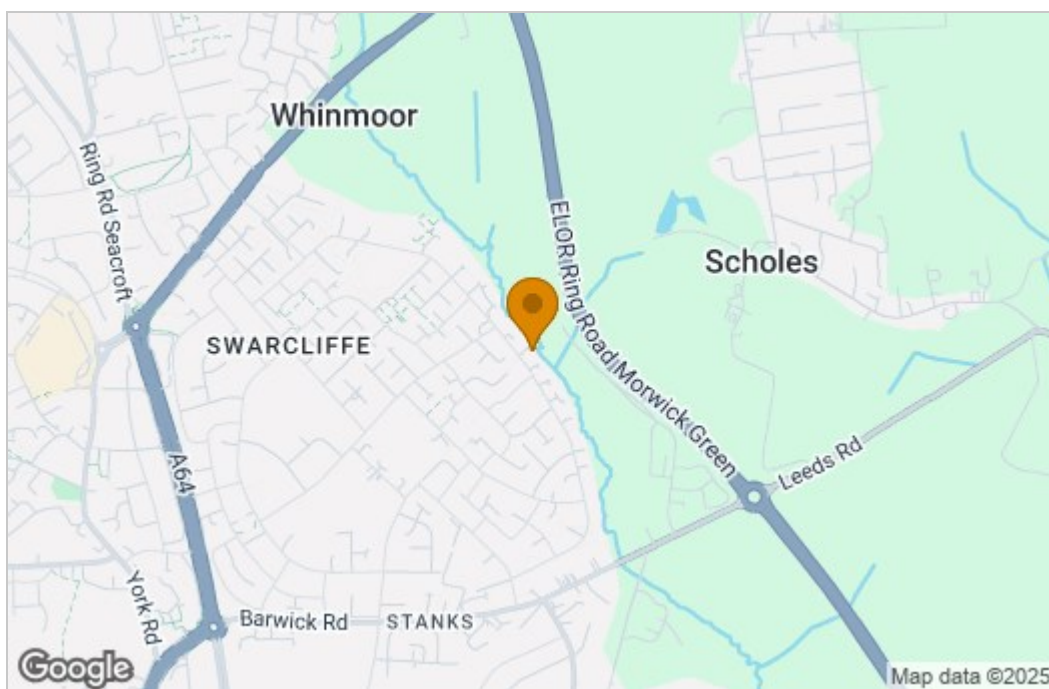 Whinmoor
Ring Rd Seacroft
ELOR Ring Road Morwick Green
Scholes
SWARCLIFFE
A64
Leeds Rd
York Rd
Barwick Rd
STANKS
Google
Map data ©2025